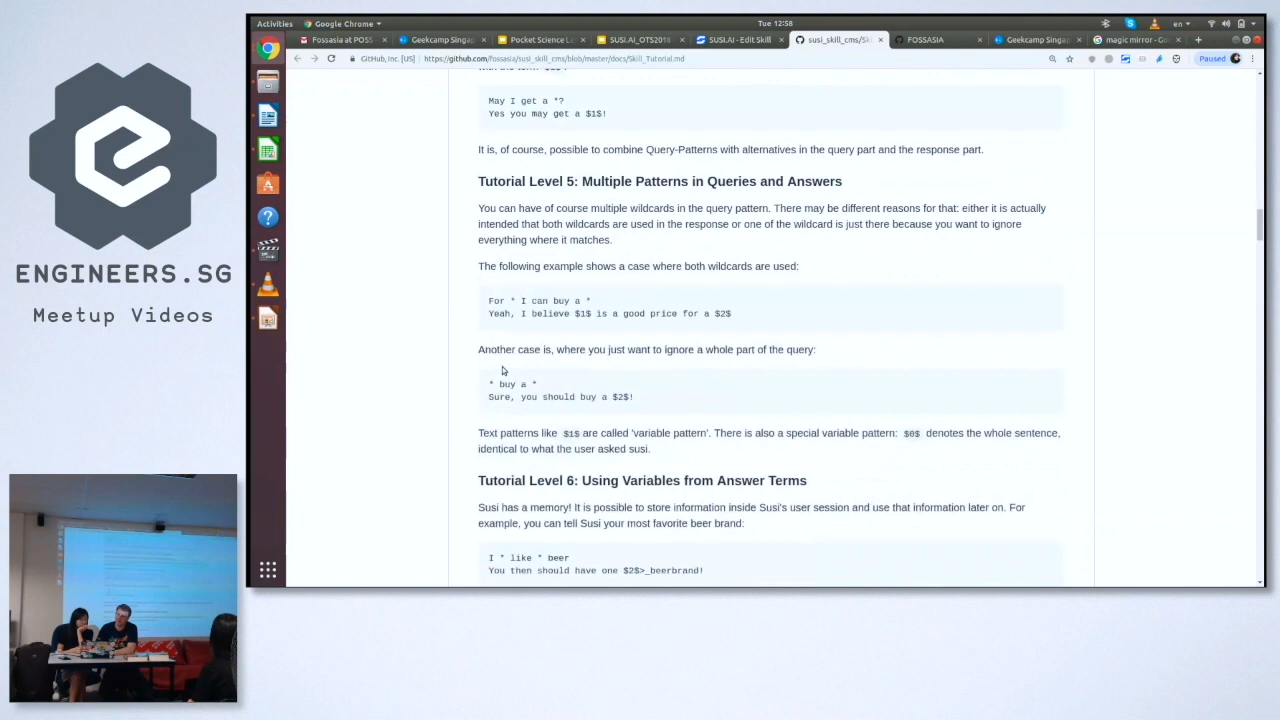 ENGINEERS.SG
Meetup Videos
Activities
Google Chrome
Tue 12:58
en
Fossasia at POSS
Geekcamp Singap
Pocket Science L
SUSI.AI_OTS2018
SUSI.AI - Edit Skill
susi_skill_cms/Ski
FOSSASIA
Geekcamp Singap
magic mirror - Go
GitHub, Inc. [US]
https://github.com/fossasia/susi_skill_cms/blob/master/docs/Skill_Tutorial.md
Paused
May I get a *?
Yes you may get a $1$!
It is, of course, possible to combine Query-Patterns with alternatives in the query part and the response part.
Tutorial Level 5: Multiple Patterns in Queries and Answers
You can have of course multiple wildcards in the query pattern. There may be different reasons for that: either it is actually
intended that both wildcards are used in the response or one of the wildcard is just there because you want to ignore
everything where it matches.
The following example shows a case where both wildcards are used:
For * I can buy a *
Yeah, I believe $1$ is a good price for a $2$
Another case is, where you just want to ignore a whole part of the query:
* buy a *
Sure, you should buy a $2$!
Text patterns like $1$ are called 'variable pattern'. There is also a special variable pattern: $0$ denotes the whole sentence,
identical to what the user asked susi.
Tutorial Level 6: Using Variables from Answer Terms
Susi has a memory! It is possible to store information inside Susi's user session and use that information later on. For
example, you can tell Susi your most favorite beer brand:
I * like * beer
You then should have one $2$>_beerbrand!